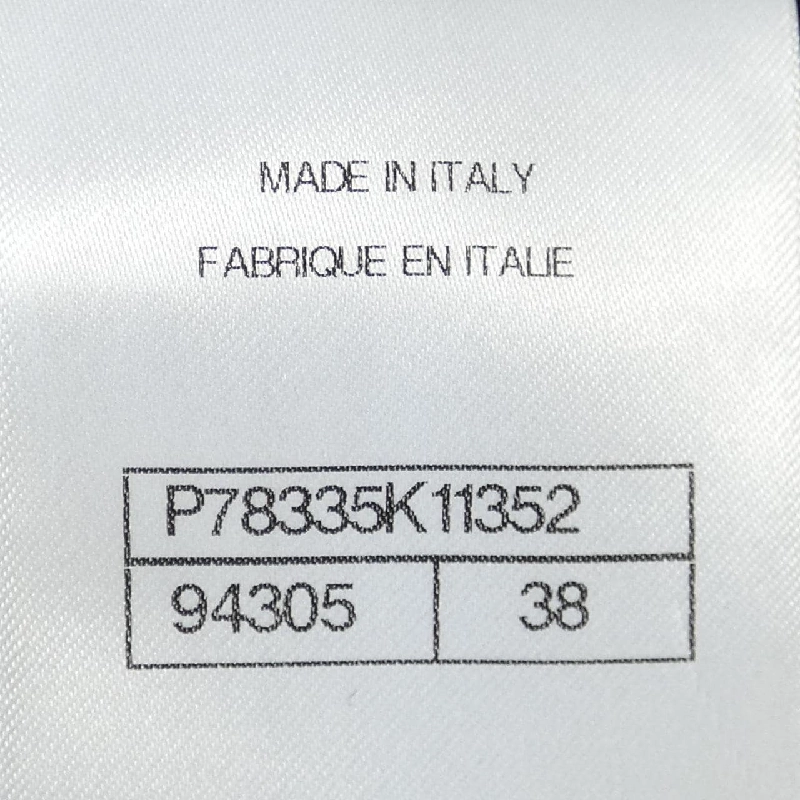 MADE IN ITALY
FABRIQUE EN ITALIE
P78335K11352
94305 38